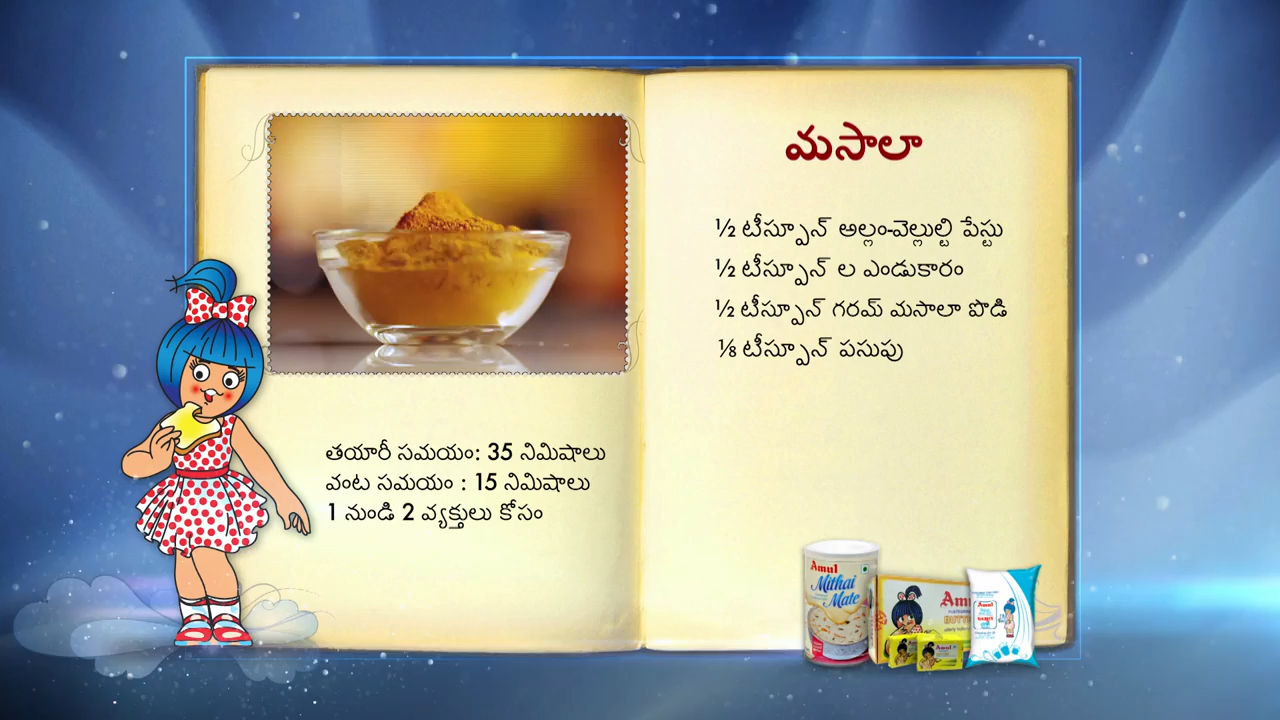 తయారీ సమయం: 35 నిమిషాలు
వంట సమయం : 15 నిమిషాలు
1 నుండి 2 వ్యక్తులు కోసం
మసాలా
½ టీస్పూన్ అల్లం-వెల్లుల్టి పేస్టు
½ టీస్పూన్ ల ఎండుకారం
½ టీస్పూన్ గరమ్ మసాలా పొడి
⅛ టీస్పూన్ పసుపు
Amul
Mithai
Mate
Amul
Amul